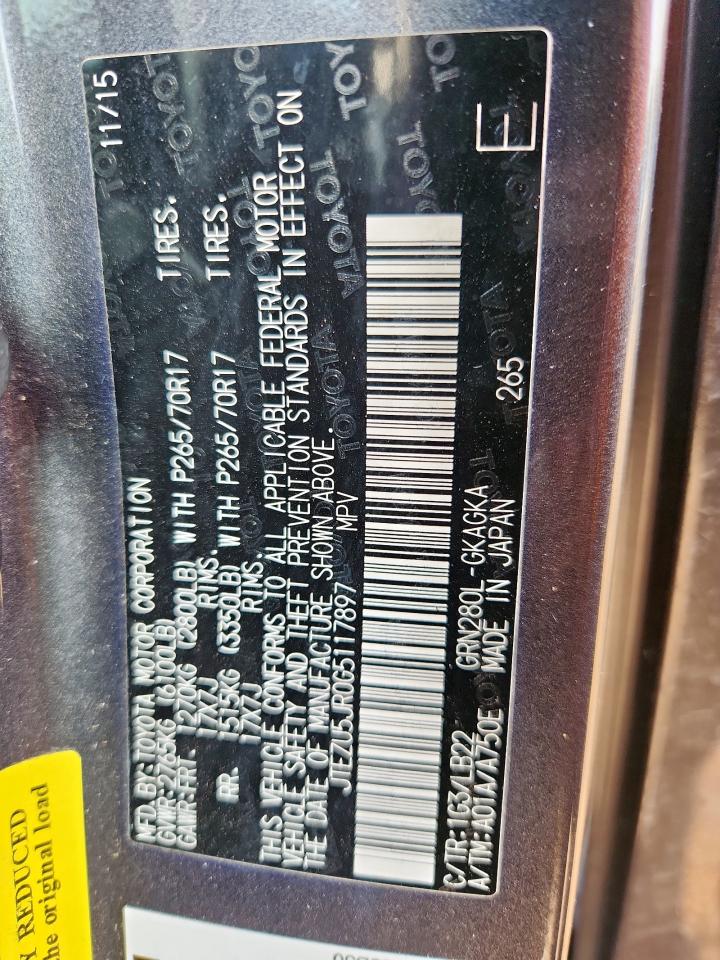 MFD. BY: TOYOTA MOTOR CORPORATION 11/15
GVWR: 2765KG (6100LB)
GAWR: FRT 1270KG (2800LB) WITH P265/70R17 TIRES.
17X7J RIMS.
RR. 1515KG (3350LB) WITH P265/70R17 TIRES.
17X7J RIMS.
THIS VEHICLE CONFORMS TO ALL APPLICABLE FEDERAL MOTOR
VEHICLE SAFETY AND THEFT PREVENTION STANDARDS IN EFFECT ON
THE DATE OF MANUFACTURE SHOWN ABOVE.
JTEZU5JR0G5117897 MPV
C/TR: 1G3/LB22 GRN280L-GKAGKA 265 E
A/TM: A01A/A750E MADE IN JAPAN
REDUCED
the original load